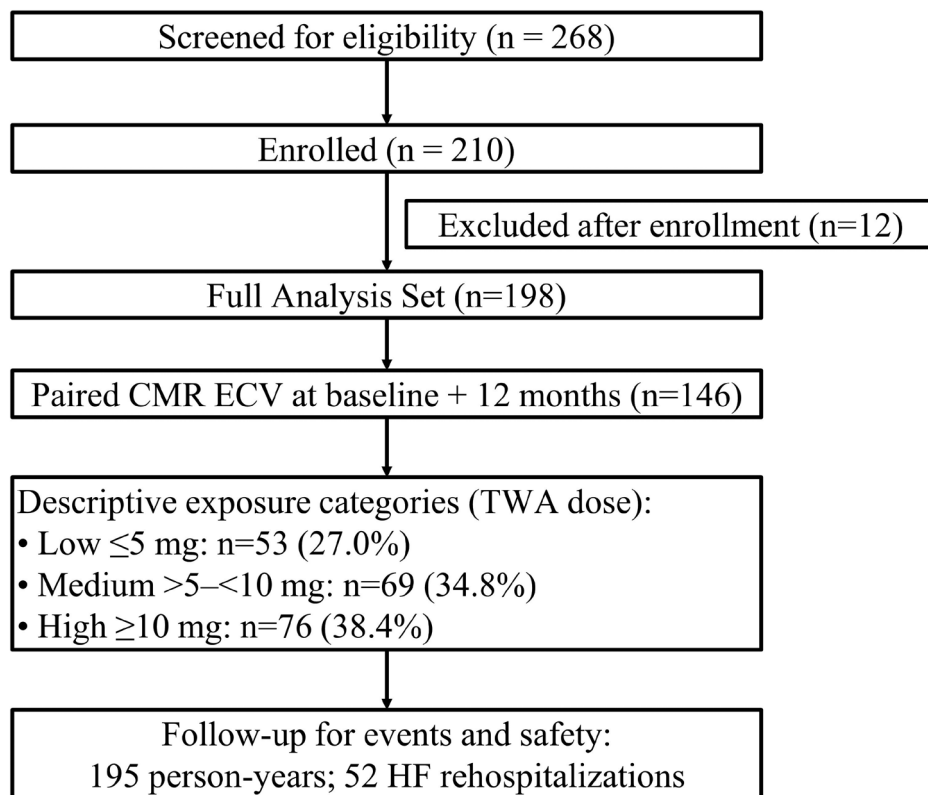 Screened for eligibility (n = 268)
Enrolled (n = 210)
Excluded after enrollment (n=12)
Full Analysis Set (n=198)
Paired CMR ECV at baseline + 12 months (n=146)
Descriptive exposure categories (TWA dose):
• Low ≤5 mg: n=53 (27.0%)
• Medium >5–<10 mg: n=69 (34.8%)
• High ≥10 mg: n=76 (38.4%)
Follow-up for events and safety:
195 person-years; 52 HF rehospitalizations